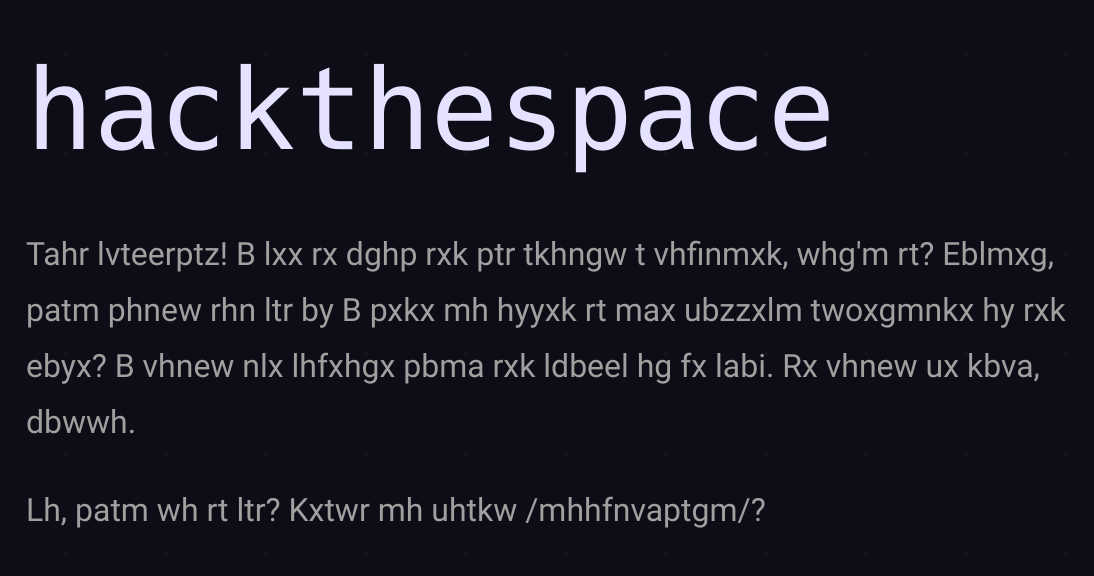 hackthespace
Tahr lvteerptz! B lxx rx dghp rxk ptr tkhngw t vhfinmxk, whg'm rt? Eblmxg,
patm phnew rhn ltr by B pxkx mh hyyxk rt max ubzzxlm twoxgmnkx hy rxk
ebyx? B vhnew nlx lhfxhgx pbma rxk ldbeel hg fx labi. Rx vhnew ux kbva,
dbwwh.
Lh, patm wh rt ltr? Kxtwr mh uhtkw /mhhfnvaptgm/?